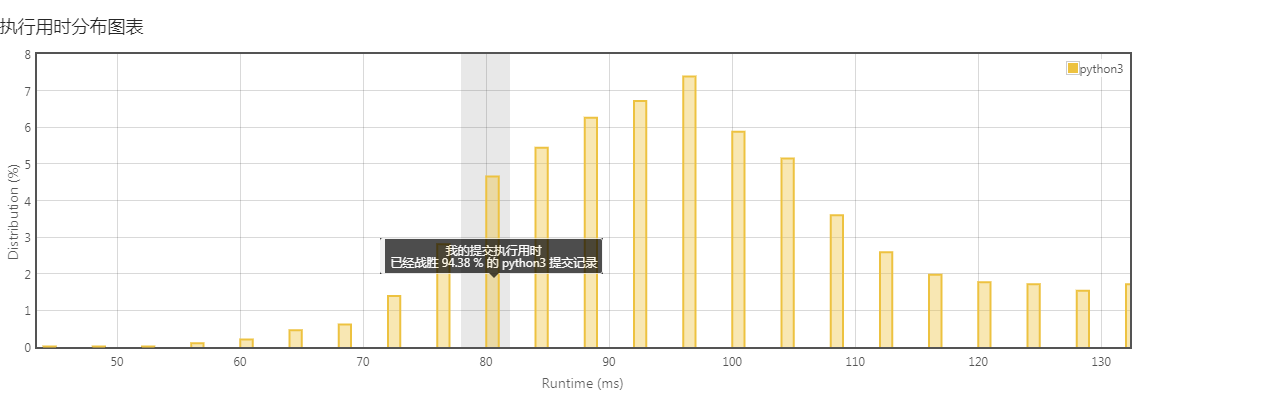 执行用时分布图表
python3
8
7
6
5
4
3
2
1
0
Distribution (%)
我的提交执行用时
已经战胜 94.38 % 的 python3 提交记录
50 60 70 80 90 100 110 120 130
Runtime (ms)